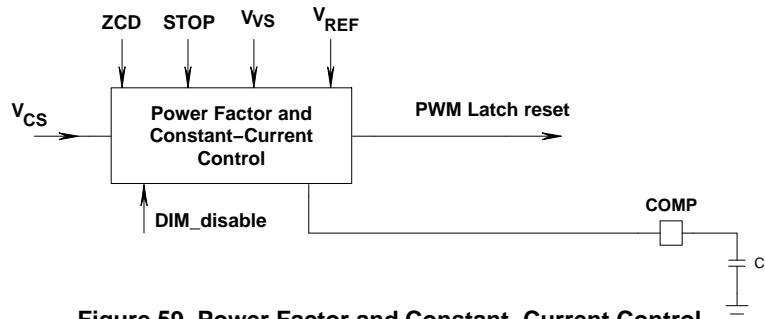 ZCD STOP VVS VREF
VCS
Power Factor and
Constant−Current
Control
PWM Latch reset
DIM_disable
COMP
C
Figure 59. Power Factor and Constant−Current Control